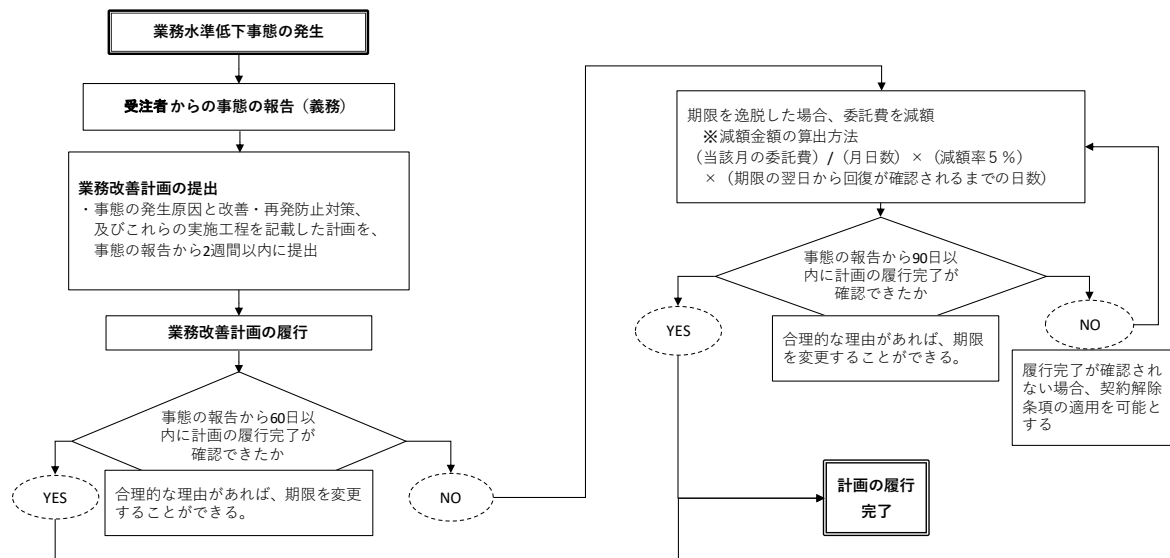 業務水準低下事態の発生
受注者からの事態の報告（義務）
業務改善計画の提出
・事態の発生原因と改善・再発防止対策、
及びこれらの実施工程を記載した計画を、
事態の報告から2週間以内に提出
業務改善計画の履行
事態の報告から60日以
内に計画の履行完了が
確認できたか
YES
合理的な理由があれば、期限を変更
することができる。
NO
期限を逸脱した場合、委託費を減額
※減額金額の算出方法
（当該月の委託費）/（月日数）×（減額率５％）
×（期限の翌日から回復が確認されるまでの日数）
事態の報告から90日以
内に計画の履行完了が
確認できたか
YES
合理的な理由があれば、期限
を変更することができる。
NO
履行完了が確認され
ない場合、契約解除
条項の適用を可能と
する
計画の履行
完了